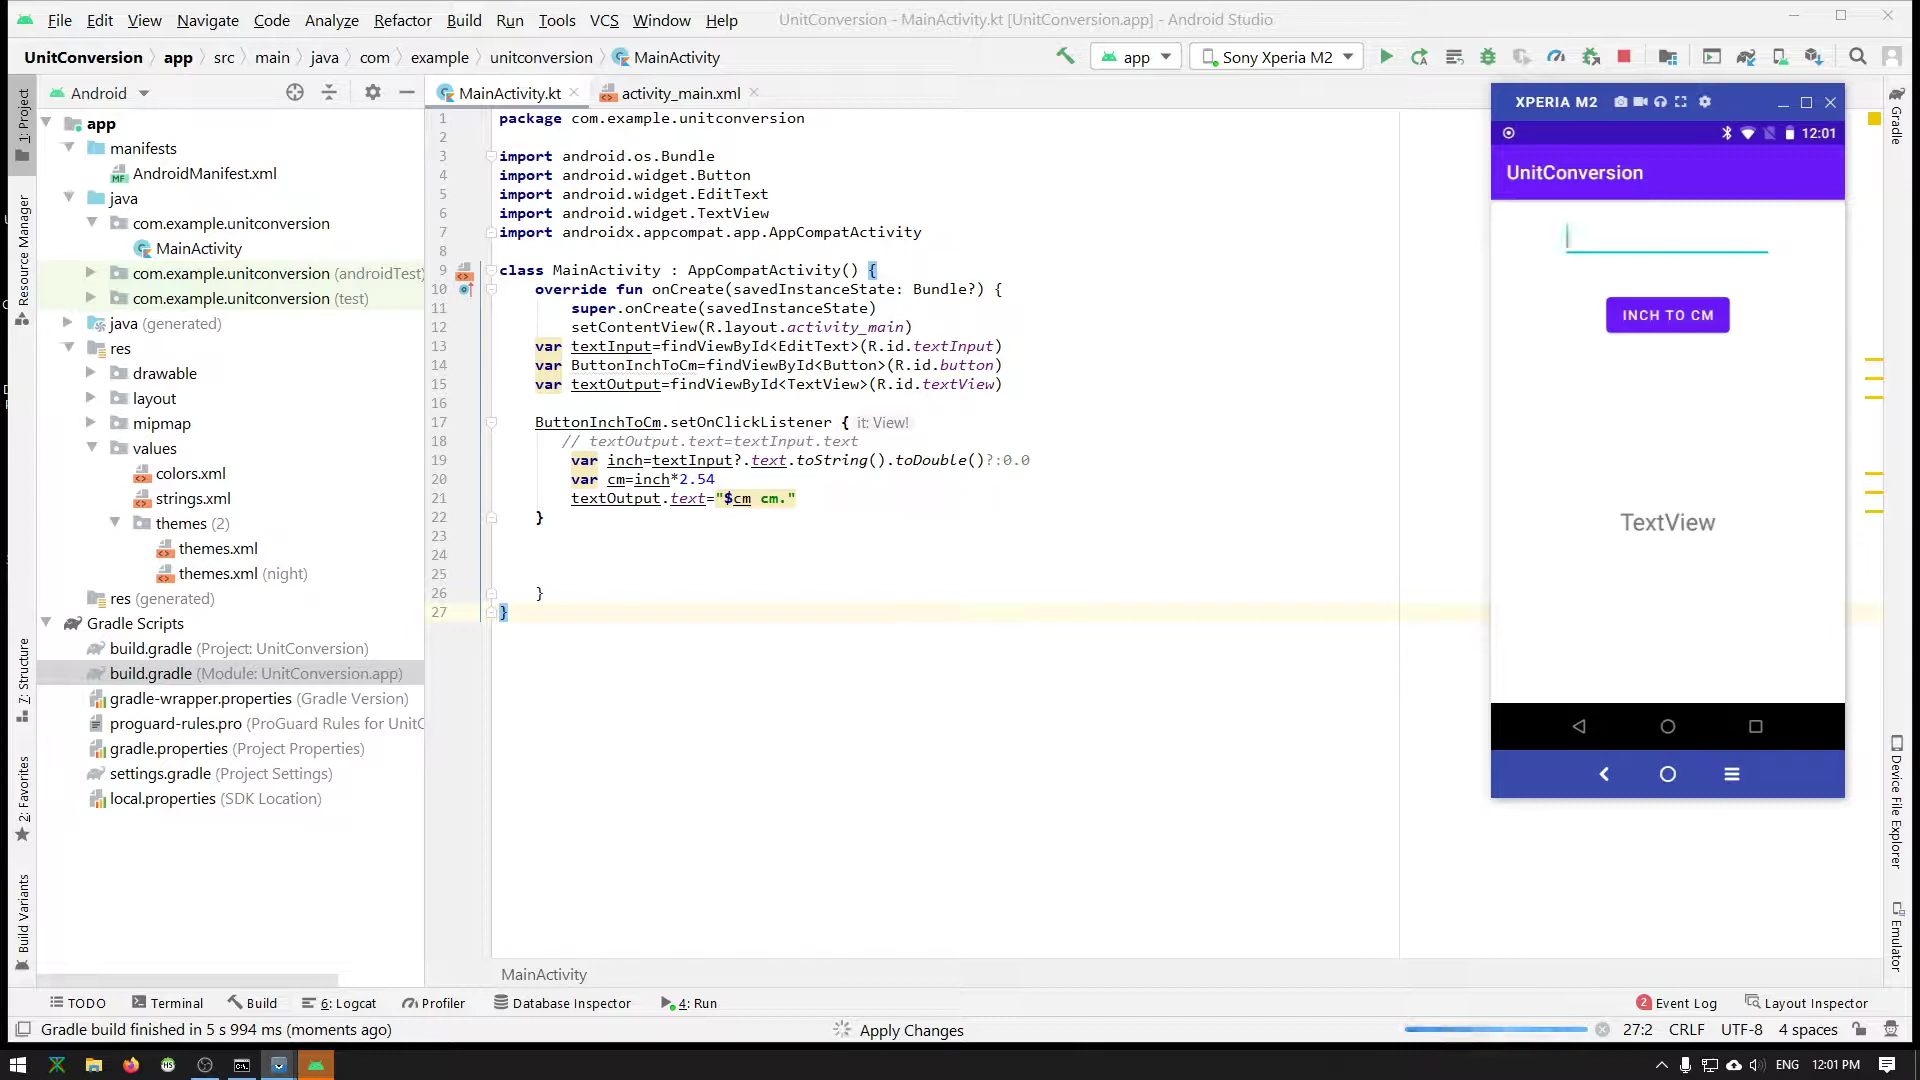 File Edit View Navigate Code Analyze Refactor Build Run Tools VCS Window Help UnitConversion - MainActivity.kt [UnitConversion.app] - Android Studio
UnitConversion app src main java com example unitconversion MainActivity app Sony Xperia M2
Android MainActivity.kt activity_main.xml
1: Project
Resource Manager
7: Structure
2: Favorites
Build Variants
app
manifests
AndroidManifest.xml
java
com.example.unitconversion
MainActivity
com.example.unitconversion (androidTest)
com.example.unitconversion (test)
java (generated)
res
drawable
layout
mipmap
values
colors.xml
strings.xml
themes (2)
themes.xml
themes.xml (night)
res (generated)
Gradle Scripts
build.gradle (Project: UnitConversion)
build.gradle (Module: UnitConversion.app)
gradle-wrapper.properties (Gradle Version)
proguard-rules.pro (ProGuard Rules for UnitC
gradle.properties (Project Properties)
settings.gradle (Project Settings)
local.properties (SDK Location)
1 package com.example.unitconversion
2
3 import android.os.Bundle
4 import android.widget.Button
5 import android.widget.EditText
6 import android.widget.TextView
7 import androidx.appcompat.app.AppCompatActivity
8
9 class MainActivity : AppCompatActivity() {
10 override fun onCreate(savedInstanceState: Bundle?) {
11 super.onCreate(savedInstanceState)
12 setContentView(R.layout.activity_main)
13 var textInput=findViewById<EditText>(R.id.textInput)
14 var ButtonInchToCm=findViewById<Button>(R.id.button)
15 var textOutput=findViewById<TextView>(R.id.textView)
16
17 ButtonInchToCm.setOnClickListener { it: View!
18 // textOutput.text=textInput.text
19 var inch=textInput?.text.toString().toDouble()?:0.0
20 var cm=inch*2.54
21 textOutput.text="$cm cm."
22 }
23
24
25
26 }
27 }
MainActivity
XPERIA M2
12:01
UnitConversion
INCH TO CM
TextView
Gradle
Device File Explorer
Emulator
TODO Terminal Build 6: Logcat Profiler Database Inspector 4: Run 2 Event Log Layout Inspector
Gradle build finished in 5 s 994 ms (moments ago) Apply Changes 27:2 CRLF UTF-8 4 spaces
ENG 12:01 PM